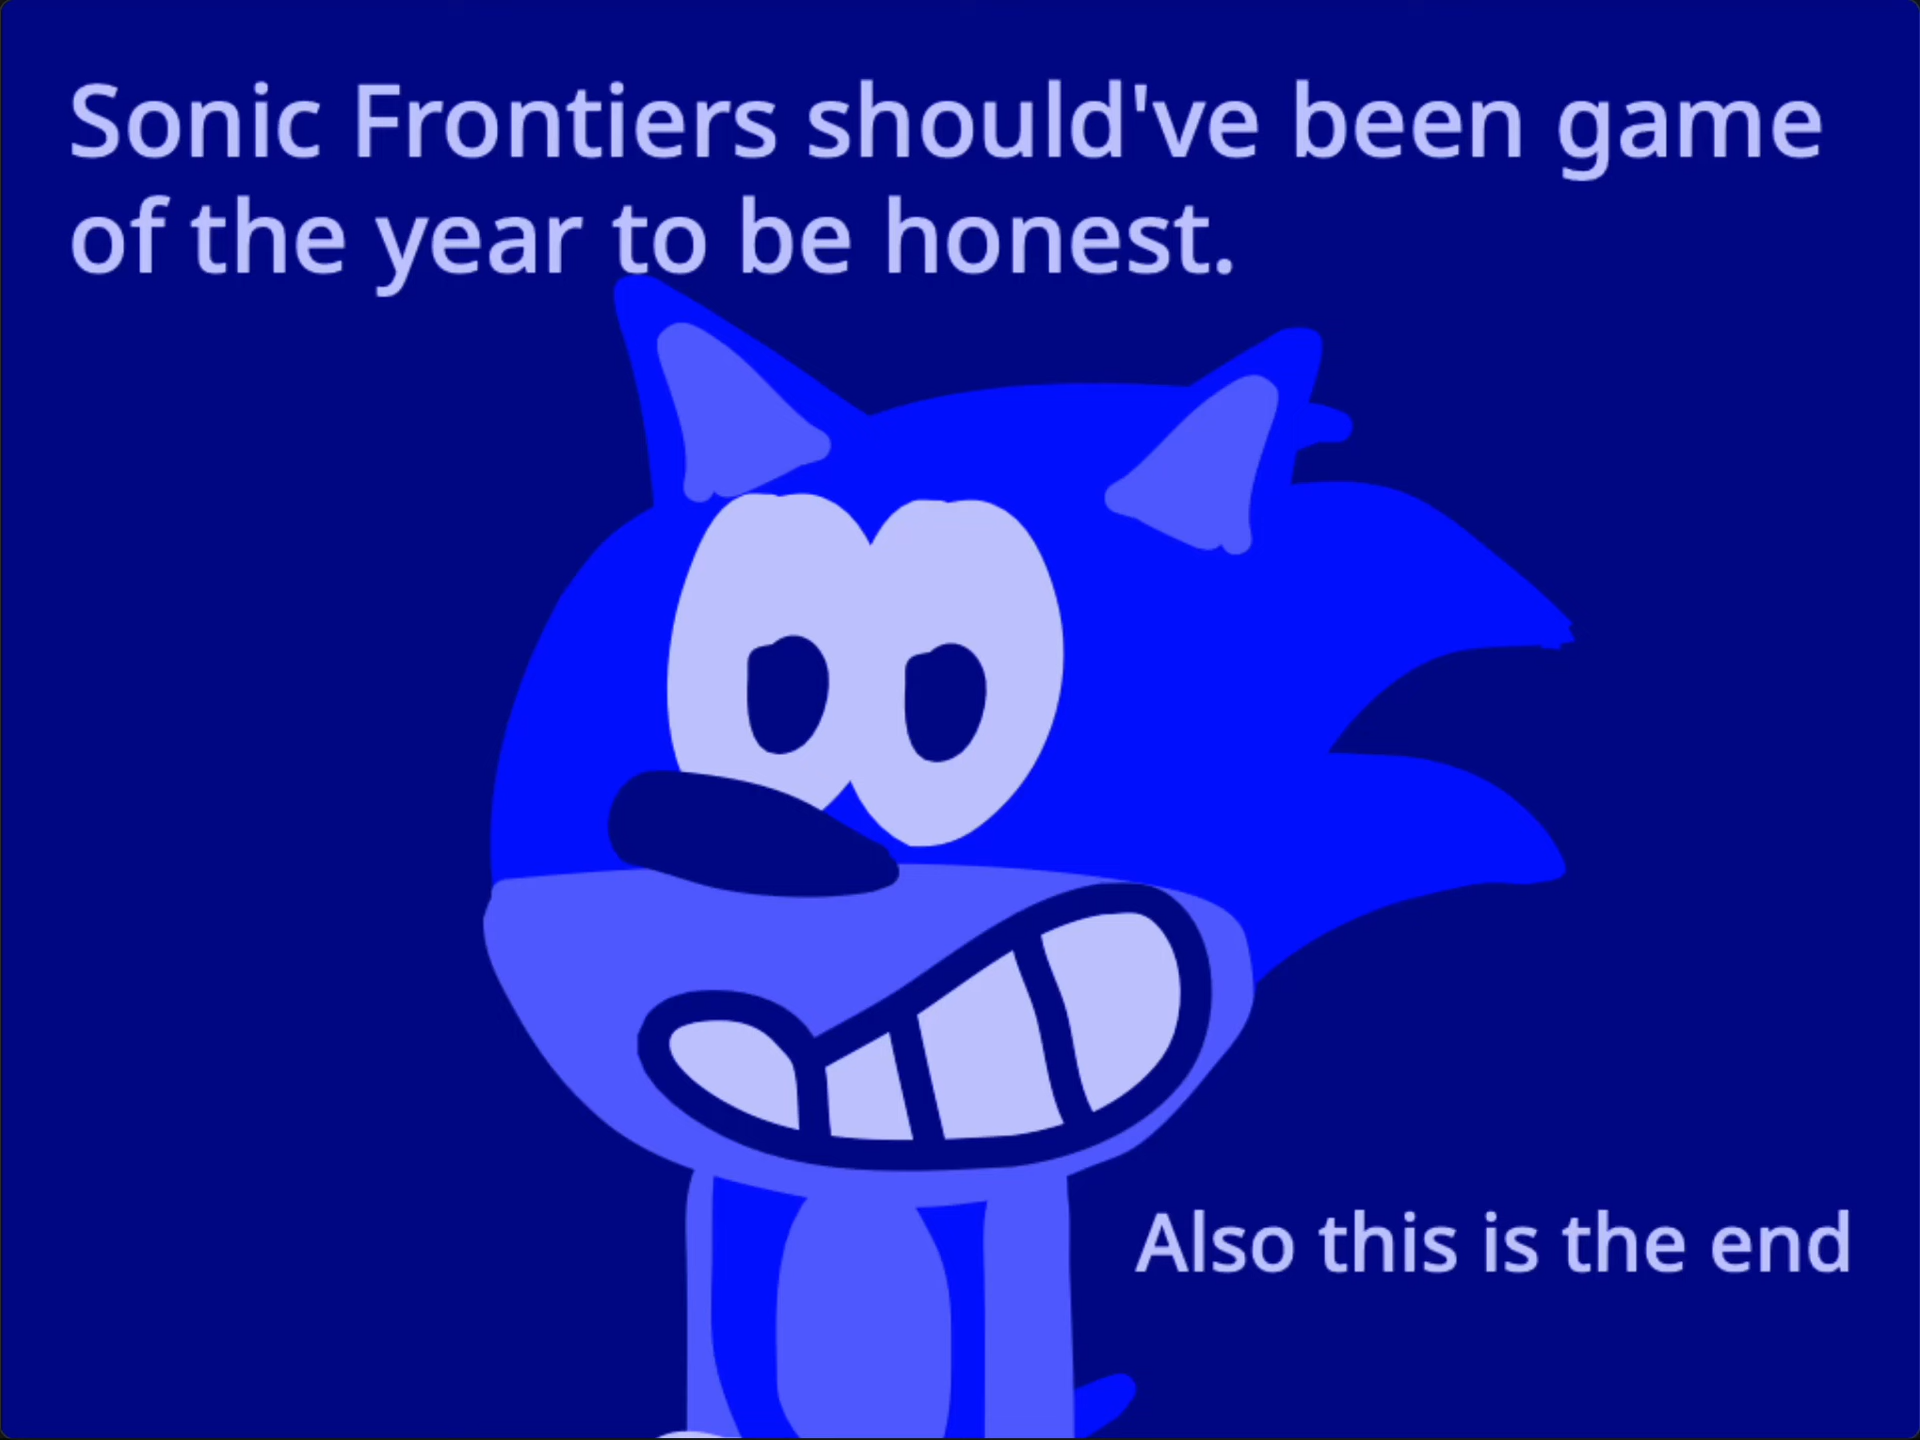 Sonic Frontiers should've been game
of the year to be honest.
Also this is the end